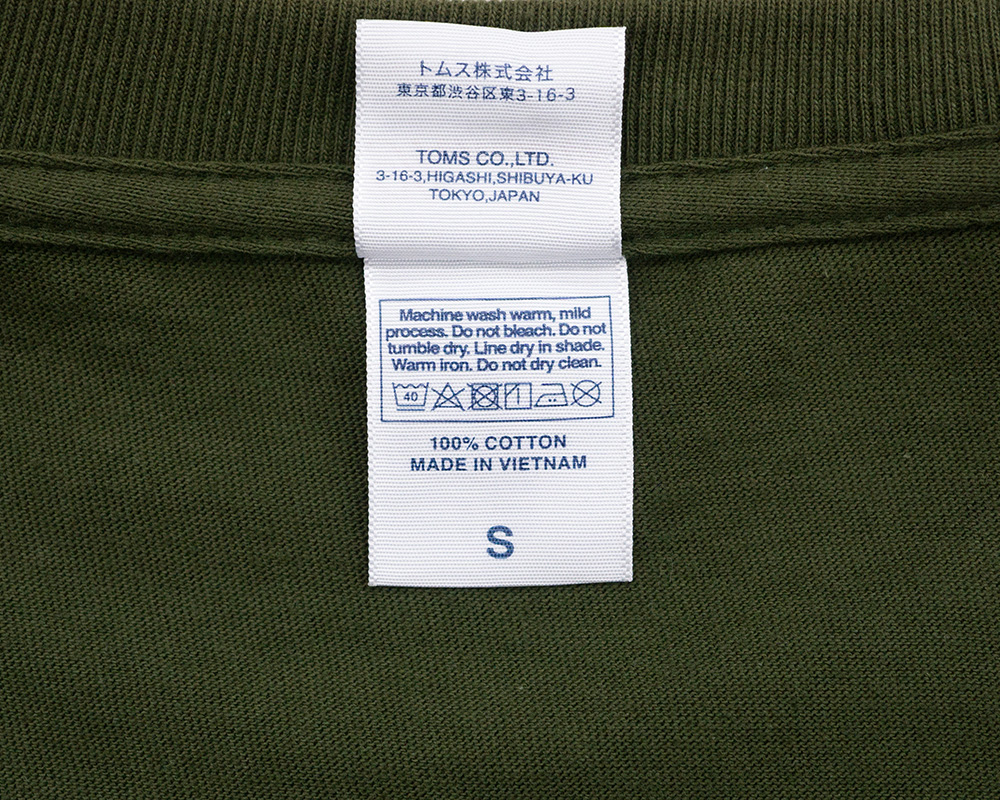 トムス株式会社
東京都渋谷区東3-16-3
TOMS CO.,LTD.
3-16-3,HIGASHI,SHIBUYA-KU
TOKYO,JAPAN
Machine wash warm, mild
process. Do not bleach. Do not
tumble dry. Line dry in shade.
Warm iron. Do not dry clean.
40
100% COTTON
MADE IN VIETNAM
S